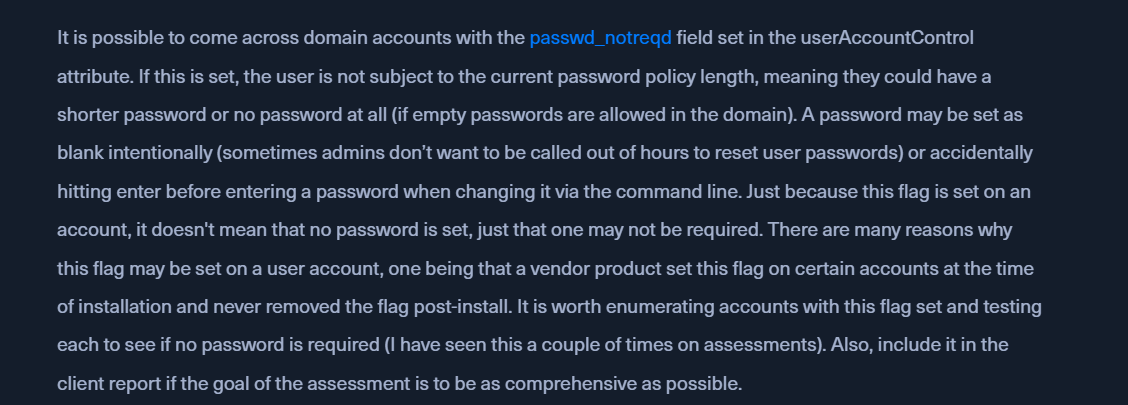 It is possible to come across domain accounts with the passwd_notreqd field set in the userAccountControl
attribute. If this is set, the user is not subject to the current password policy length, meaning they could have a
shorter password or no password at all (if empty passwords are allowed in the domain). A password may be set as
blank intentionally (sometimes admins don’t want to be called out of hours to reset user passwords) or accidentally
hitting enter before entering a password when changing it via the command line. Just because this flag is set on an
account, it doesn't mean that no password is set, just that one may not be required. There are many reasons why
this flag may be set on a user account, one being that a vendor product set this flag on certain accounts at the time
of installation and never removed the flag post-install. It is worth enumerating accounts with this flag set and testing
each to see if no password is required (I have seen this a couple of times on assessments). Also, include it in the
client report if the goal of the assessment is to be as comprehensive as possible.